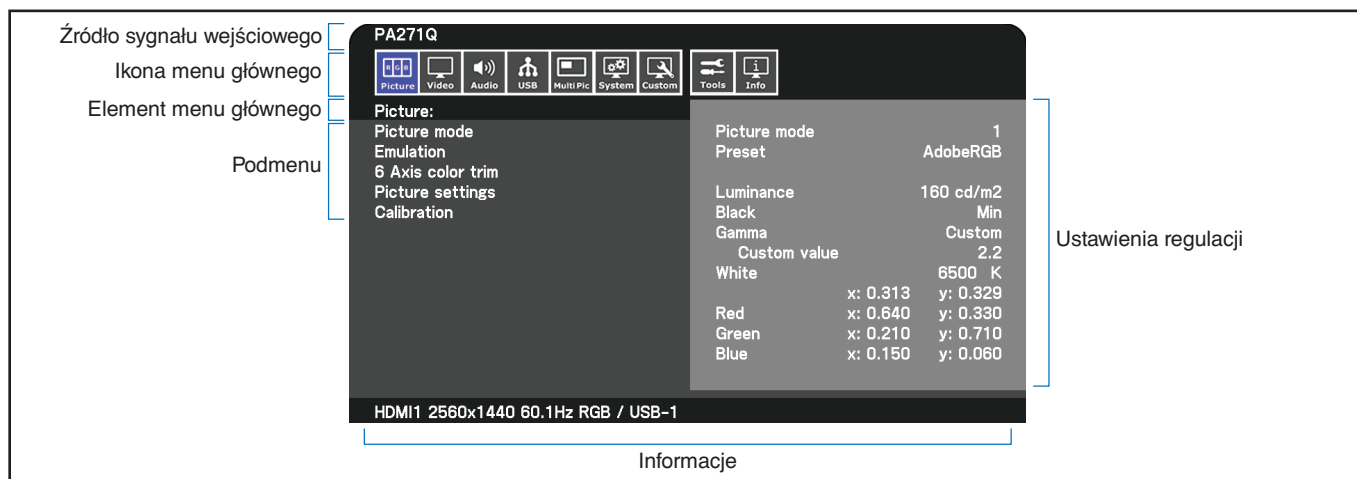 Źródło sygnału wejściowego
PA271Q
Ikona menu głównego
R G B
Picture Video Audio USB Multi Pic System Custom Tools Info
Element menu głównego
Picture:
Podmenu
Picture mode
Emulation
6 Axis color trim
Picture settings
Calibration
Picture mode 1
Preset AdobeRGB
Luminance 160 cd/m2
Black Min
Gamma Custom
Custom value 2.2
White 6500 K
x: 0.313 y: 0.329
Red x: 0.640 y: 0.330
Green x: 0.210 y: 0.710
Blue x: 0.150 y: 0.060
Ustawienia regulacji
HDMI1 2560x1440 60.1Hz RGB / USB-1
Informacje